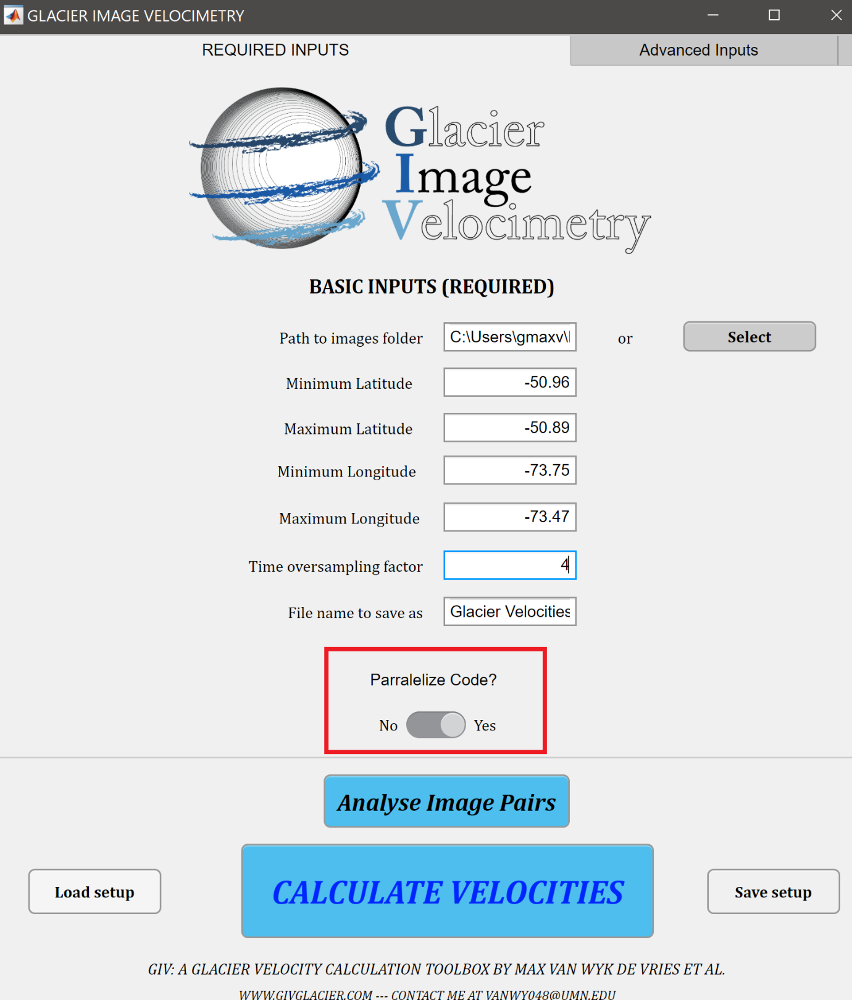 GLACIER IMAGE VELOCIMETRY
REQUIRED INPUTS
Advanced Inputs
Glacier
Image
Velocimetry
BASIC INPUTS (REQUIRED)
Path to images folder C:\Users\gmaxv\ or Select
Minimum Latitude -50.96
Maximum Latitude -50.89
Minimum Longitude -73.75
Maximum Longitude -73.47
Time oversampling factor 4
File name to save as Glacier Velocities
Parralelize Code?
No Yes
Analyse Image Pairs
Load setup CALCULATE VELOCITIES Save setup
GIV: A GLACIER VELOCITY CALCULATION TOOLBOX BY MAX VAN WYK DE VRIES ET AL.
WWW.GIVGLACIER.COM --- CONTACT ME AT VANWY048@UMN.EDU